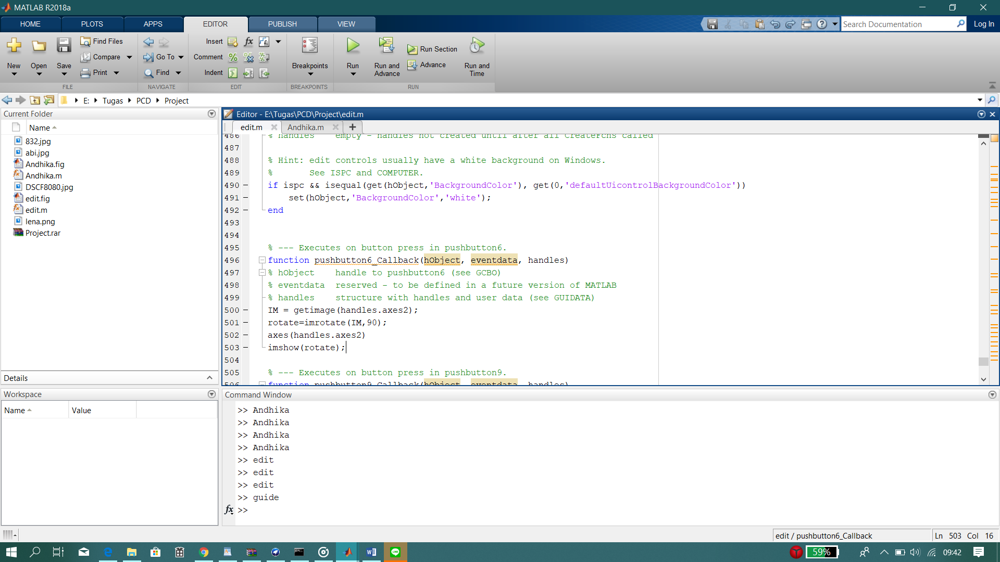 MATLAB R2018a
HOME PLOTS APPS EDITOR PUBLISH VIEW
Search Documentation Log In
New Open Save Find Files Compare Print
FILE
Go To Find
NAVIGATE
Insert Comment Indent
EDIT
Breakpoints
BREAKPOINTS
Run Run and Advance Run Section Advance Run and Time
RUN
E: Tugas PCD Project
Current Folder
Name
832.jpg
abi.jpg
Andhika.fig
Andhika.m
DSCF8080.jpg
edit.fig
edit.m
lena.png
Project.rar
Details
Workspace
Name Value
Editor - E:\Tugas\PCD\Project\edit.m
edit.m Andhika.m
486 % handles    empty - handles not created until after all CreateFcns called
487
488 % Hint: edit controls usually have a white background on Windows.
489 %       See ISPC and COMPUTER.
490 if ispc && isequal(get(hObject,'BackgroundColor'), get(0,'defaultUicontrolBackgroundColor'))
491     set(hObject,'BackgroundColor','white');
492 end
493
494
495 % --- Executes on button press in pushbutton6.
496 function pushbutton6_Callback(hObject, eventdata, handles)
497 % hObject    handle to pushbutton6 (see GCBO)
498 % eventdata  reserved - to be defined in a future version of MATLAB
499 % handles    structure with handles and user data (see GUIDATA)
500 IM = getimage(handles.axes2);
501 rotate=imrotate(IM,90);
502 axes(handles.axes2)
503 imshow(rotate);
504
505 % --- Executes on button press in pushbutton9.
506 function pushbutton9_Callback(hObject, eventdata, handles)
Command Window
>> Andhika
>> Andhika
>> Andhika
>> Andhika
>> edit
>> edit
>> edit
>> guide
fx >>
edit / pushbutton6_Callback Ln 503 Col 16
59% 09:42